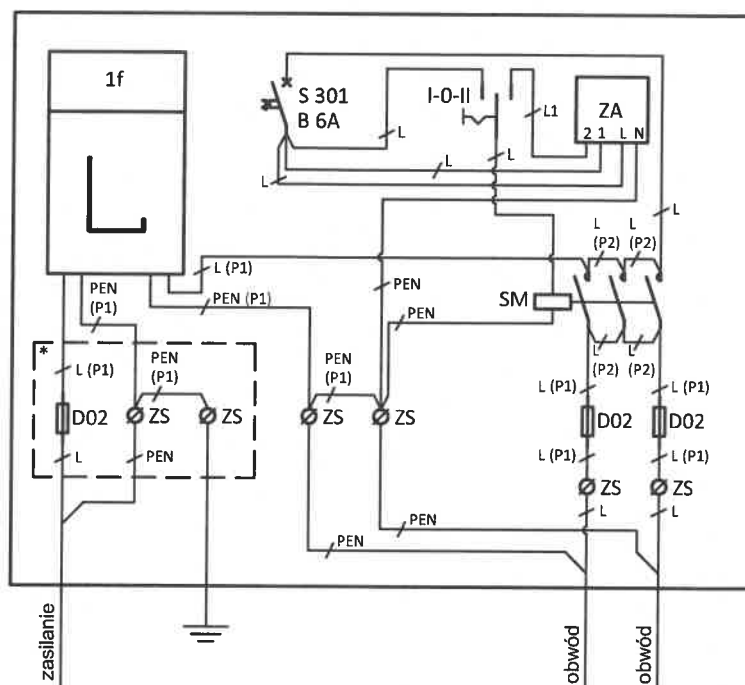 1f
S 301
B 6A
I-0-II
L1
ZA
2 1 L N
L
L
L
L
L
L (P1)
L
(P2)
L
(P2)
PEN
(P1)
PEN (P1)
PEN
SM
PEN
*
L (P1)
PEN
(P1)
PEN
(P1)
L
(P2)
L
(P2)
L (P1)
L (P1)
D02
ZS
ZS
ZS
ZS
D02
D02
L
PEN
L (P1)
L (P1)
ZS
ZS
L
L
PEN
PEN
zasilanie
obwód
obwód